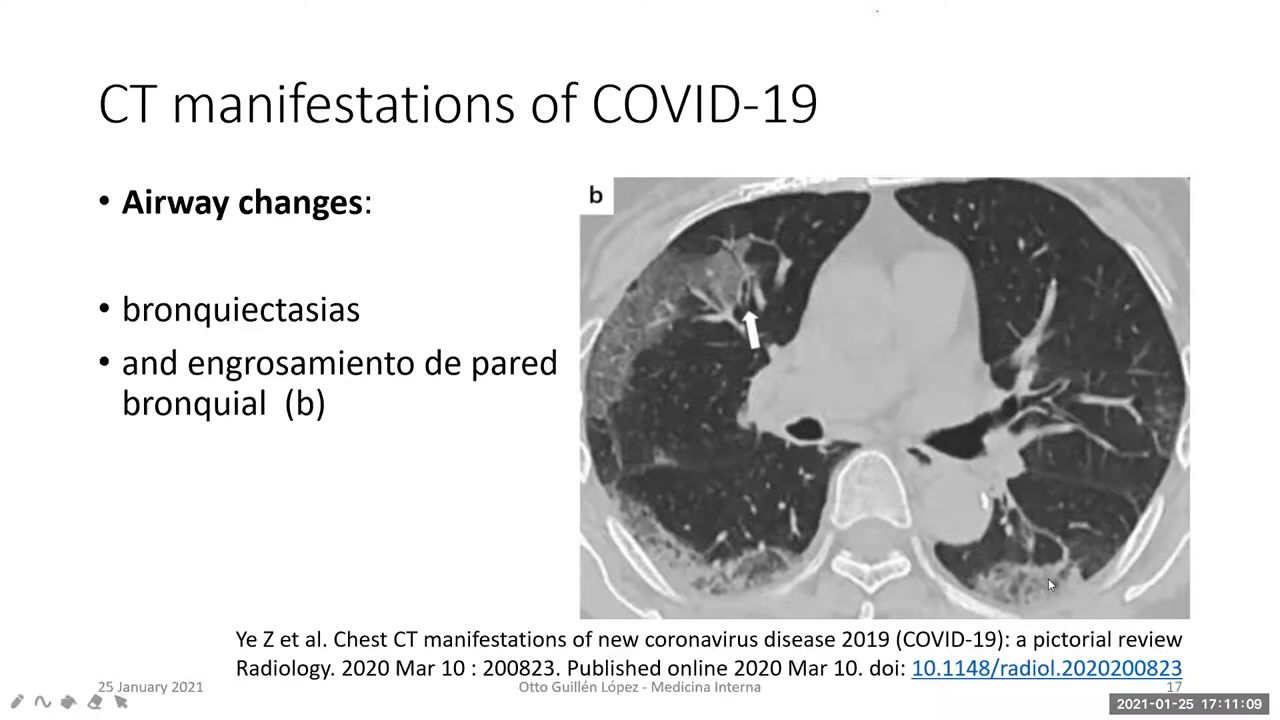 CT manifestations of COVID-19
• Airway changes:
• bronquiectasias
• and engrosamiento de pared
bronquial (b)
b
Ye Z et al. Chest CT manifestations of new coronavirus disease 2019 (COVID-19): a pictorial review
Radiology. 2020 Mar 10 : 200823. Published online 2020 Mar 10. doi: 10.1148/radiol.2020200823
25 January 2021
Otto Guillén López - Medicina Interna
17
2021-01-25 17:11:09